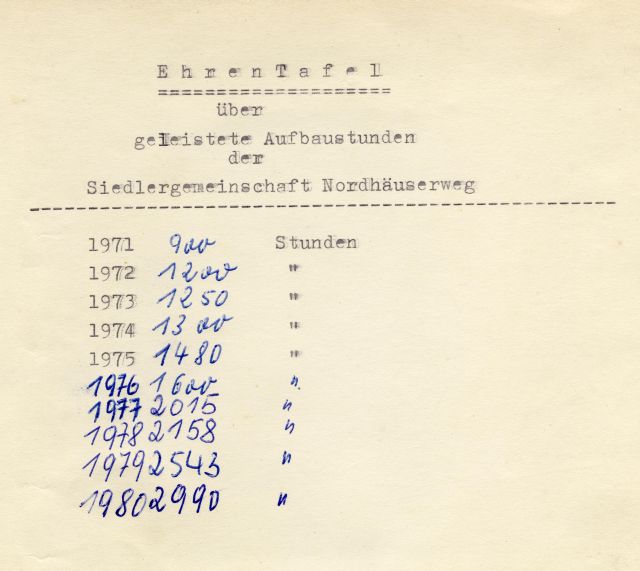 E h r e n T a f e l
====================
über
geleistete Aufbaustunden
der
Siedlergemeinschaft Nordhäuserweg
--------------------------------------------------
1971 900 Stunden
1972 1200 "
1973 1250 "
1974 1300 "
1975 1480 "
1976 1600 "
1977 2015 "
1978 2158 "
1979 2543 "
1980 2990 "